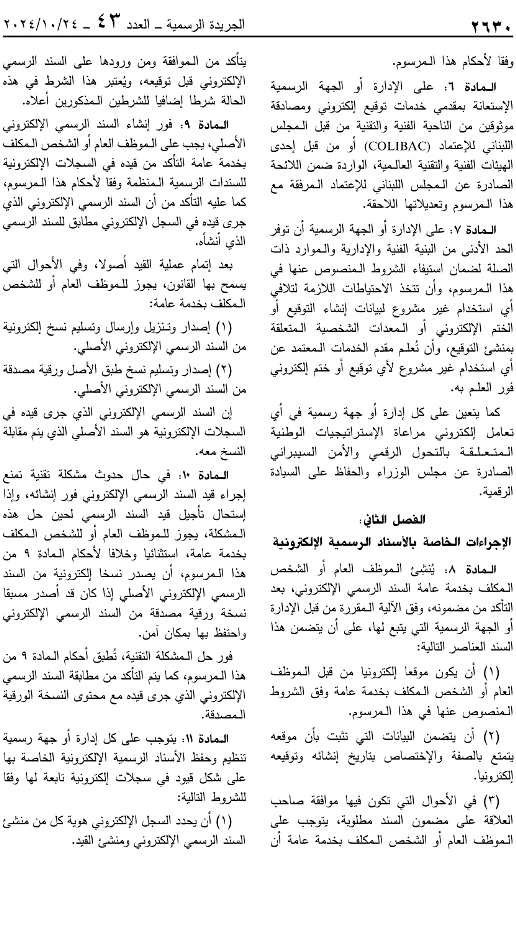 ٢٦٣٠
الجريدة الرسمية ــ العدد ٤٣ ــ ٢٠٢٤/١٠/٢٤
وفقا لأحكام هذا المرسوم.
المادة ٦: على الإدارة أو الجهة الرسمية
الإستعانة بمقدمي خدمات توقيع إلكتروني ومصادقة
موثوقين من الناحية الفنية والتقنية من قبل المجلس
اللبناني للإعتماد (COLIBAC) أو من قبل إحدى
الهيئات الفنية والتقنية العالمية، الواردة ضمن اللائحة
الصادرة عن المجلس اللبناني للإعتماد المرفقة مع
هذا المرسوم وتعديلاتها اللاحقة.
المادة ٧: على الإدارة أو الجهة الرسمية أن توفر
الحد الأدنى من البنية الفنية والإدارية والموارد ذات
الصلة لضمان استيفاء الشروط المنصوص عنها في
هذا المرسوم، وأن تتخذ الاحتياطات اللازمة لتلافي
أي استخدام غير مشروع لبيانات إنشاء التوقيع أو
الختم الإلكتروني أو المعدات الشخصية المتعلقة
بمنشئ التوقيع، وأن تُعلم مقدم الخدمات المعتمد عن
أي استخدام غير مشروع لأي توقيع أو ختم إلكتروني
فور العلم به.
كما يتعين على كل إدارة أو جهة رسمية في أي
تعامل إلكتروني مراعاة الإستراتيجيات الوطنية
المتعلقة بالتحول الرقمي والأمن السيبراني
الصادرة عن مجلس الوزراء والحفاظ على السيادة
الرقمية.
الفصل الثاني:
الإجراءات الخاصة بالأسناد الرسمية الإلكترونية
المادة ٨: يُنشئ الموظف العام أو الشخص
المكلف بخدمة عامة السند الرسمي الإلكتروني، بعد
التأكد من مضمونه، وفق الآلية المقررة من قبل الإدارة
أو الجهة الرسمية التي يتبع لها، على أن يتضمن هذا
السند العناصر التالية:
(١) أن يكون موقعا إلكترونيا من قبل الموظف
العام أو الشخص المكلف بخدمة عامة وفق الشروط
المنصوص عنها في هذا المرسوم.
(٢) أن يتضمن البيانات التي تثبت بأن موقعه
يتمتع بالصفة والإختصاص بتاريخ إنشائه وتوقيعه
إلكترونيا.
(٣) في الأحوال التي تكون فيها موافقة صاحب
العلاقة على مضمون السند مطلوبة، يتوجب على
الموظف العام أو الشخص المكلف بخدمة عامة أن
يتأكد من الموافقة ومن ورودها على السند الرسمي
الإلكتروني قبل توقيعه، ويُعتبر هذا الشرط في هذه
الحالة شرطا إضافيا للشرطين المذكورين أعلاه.
المادة ٩: فور إنشاء السند الرسمي الإلكتروني
الأصلي، يجب على الموظف العام أو الشخص المكلف
بخدمة عامة التأكد من قيده في السجلات الإلكترونية
للسندات الرسمية المنظمة وفقا لأحكام هذا المرسوم،
كما عليه التأكد من أن السند الرسمي الإلكتروني الذي
جرى قيده في السجل الإلكتروني مطابق للسند الرسمي
الذي أنشأه.
بعد إتمام عملية القيد أصولا، وفي الأحوال التي
يسمح بها القانون، يجوز للموظف العام أو للشخص
المكلف بخدمة عامة:
(١) إصدار وتنزيل وإرسال وتسليم نسخ إلكترونية
من السند الرسمي الإلكتروني الأصلي.
(٢) إصدار وتسليم نسخ طبق الأصل ورقية مصدقة
من السند الرسمي الإلكتروني الأصلي.
إن السند الرسمي الإلكتروني الذي جرى قيده في
السجلات الإلكترونية هو السند الأصلي الذي يتم مقابلة
النسخ معه.
المادة ١٠: في حال حدوث مشكلة تقنية تمنع
إجراء قيد السند الرسمي الإلكتروني فور إنشائه، وإذا
إستحال تأجيل قيد السند الرسمي لحين حل هذه
المشكلة، يجوز للموظف العام أو للشخص المكلف
بخدمة عامة، استثنائيا وخلافا لأحكام المادة ٩ من
هذا المرسوم، أن يصدر نسخا إلكترونية من السند
الرسمي الإلكتروني الأصلي إذا كان قد أصدر مسبقا
نسخة ورقية مصدقة من السند الرسمي الإلكتروني
واحتفظ بها بمكان آمن.
فور حل المشكلة التقنية، تُطبق أحكام المادة ٩ من
هذا المرسوم، كما يتم التأكد من مطابقة السند الرسمي
الإلكتروني الذي جرى قيده مع محتوى النسخة الورقية
المصدقة.
المادة ١١: يتوجب على كل إدارة أو جهة رسمية
تنظيم وحفظ الأسناد الرسمية الإلكترونية الخاصة بها
على شكل قيود في سجلات إلكترونية تابعة لها وفقا
للشروط التالية:
(١) أن يحدد السجل الإلكتروني هوية كل من منشئ
السند الرسمي الإلكتروني ومنشئ القيد.